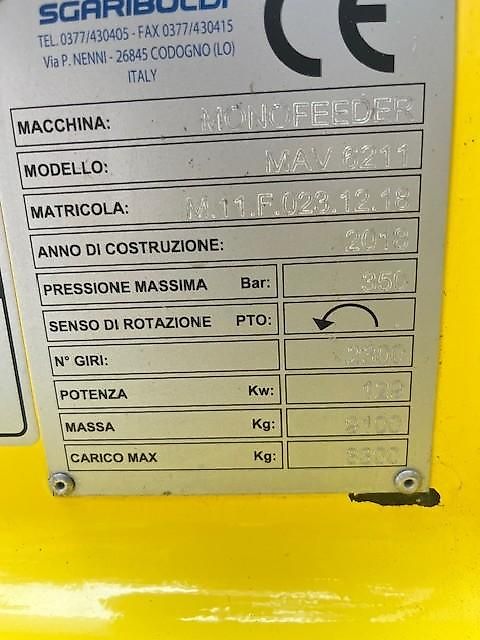 SGARIBOLDI
TEL. 0377/430405 - FAX 0377/430415
Via P. NENNI - 26845 CODOGNO (LO)
ITALY
CE
MACCHINA: MONOFEEDER
MODELLO: MAV 6211
MATRICOLA: M.11.F.023.12.18
ANNO DI COSTRUZIONE: 2018
PRESSIONE MASSIMA Bar: 350
SENSO DI ROTAZIONE PTO:
N° GIRI: 2300
POTENZA Kw: 129
MASSA Kg:
CARICO MAX Kg: